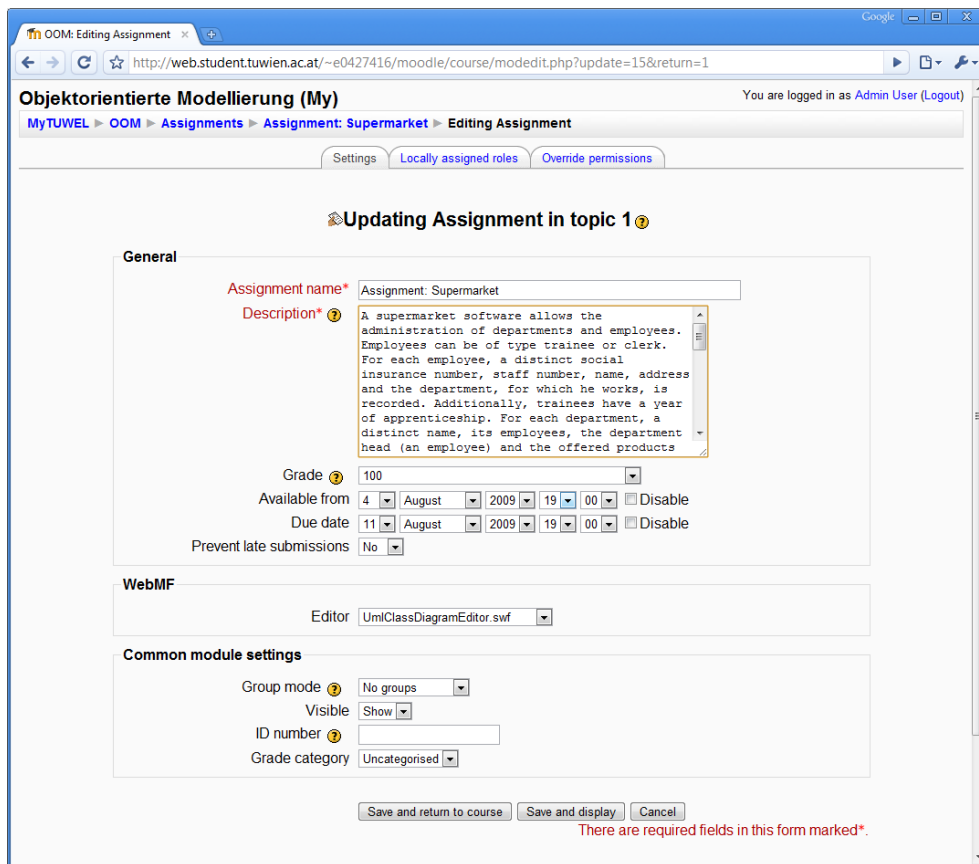 Google
OOM: Editing Assignment
http://web.student.tuwien.ac.at/~e0427416/moodle/course/modedit.php?update=15&return=1
Objektorientierte Modellierung (My)
You are logged in as Admin User (Logout)
MyTUWEL ► OOM ► Assignments ► Assignment: Supermarket ► Editing Assignment
Settings
Locally assigned roles
Override permissions
Updating Assignment in topic 1
General
Assignment name* Assignment: Supermarket
Description*
A supermarket software allows the
administration of departments and employees.
Employees can be of type trainee or clerk.
For each employee, a distinct social
insurance number, staff number, name, address
and the department, for which he works, is
recorded. Additionally, trainees have a year
of apprenticeship. For each department, a
distinct name, its employees, the department
head (an employee) and the offered products
Grade 100
Available from 4 August 2009 19 00 Disable
Due date 11 August 2009 19 00 Disable
Prevent late submissions No
WebMF
Editor UmlClassDiagramEditor.swf
Common module settings
Group mode No groups
Visible Show
ID number
Grade category Uncategorised
Save and return to course Save and display Cancel
There are required fields in this form marked*.